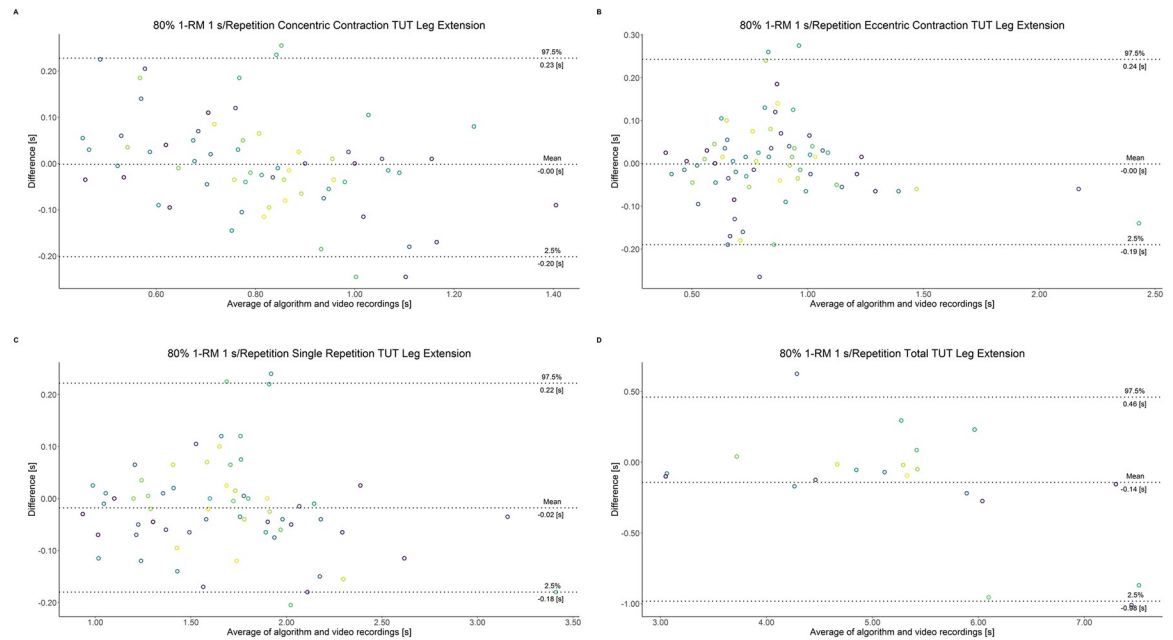 A
80% 1-RM 1 s/Repetition Concentric Contraction TUT Leg Extension
Difference [s]
0.20
0.10
0.00
-0.10
-0.20
97.5%
0.23 [s]
Mean
-0.00 [s]
2.5%
-0.20 [s]
0.60
0.80
1.00
1.20
1.40
Average of algorithm and video recordings [s]
B
80% 1-RM 1 s/Repetition Eccentric Contraction TUT Leg Extension
Difference [s]
0.30
0.20
0.10
0.00
-0.10
-0.20
97.5%
0.24 [s]
Mean
-0.00 [s]
2.5%
-0.19 [s]
0.50
1.00
1.50
2.00
2.50
Average of algorithm and video recordings [s]
C
80% 1-RM 1 s/Repetition Single Repetition TUT Leg Extension
Difference [s]
0.20
0.10
0.00
-0.10
-0.20
97.5%
0.22 [s]
Mean
-0.02 [s]
2.5%
-0.18 [s]
1.00
1.50
2.00
2.50
3.00
3.50
Average of algorithm and video recordings [s]
D
80% 1-RM 1 s/Repetition Total TUT Leg Extension
Difference [s]
0.50
0.00
-0.50
-1.00
97.5%
0.46 [s]
Mean
-0.14 [s]
2.5%
-0.98 [s]
3.00
4.00
5.00
6.00
7.00
Average of algorithm and video recordings [s]